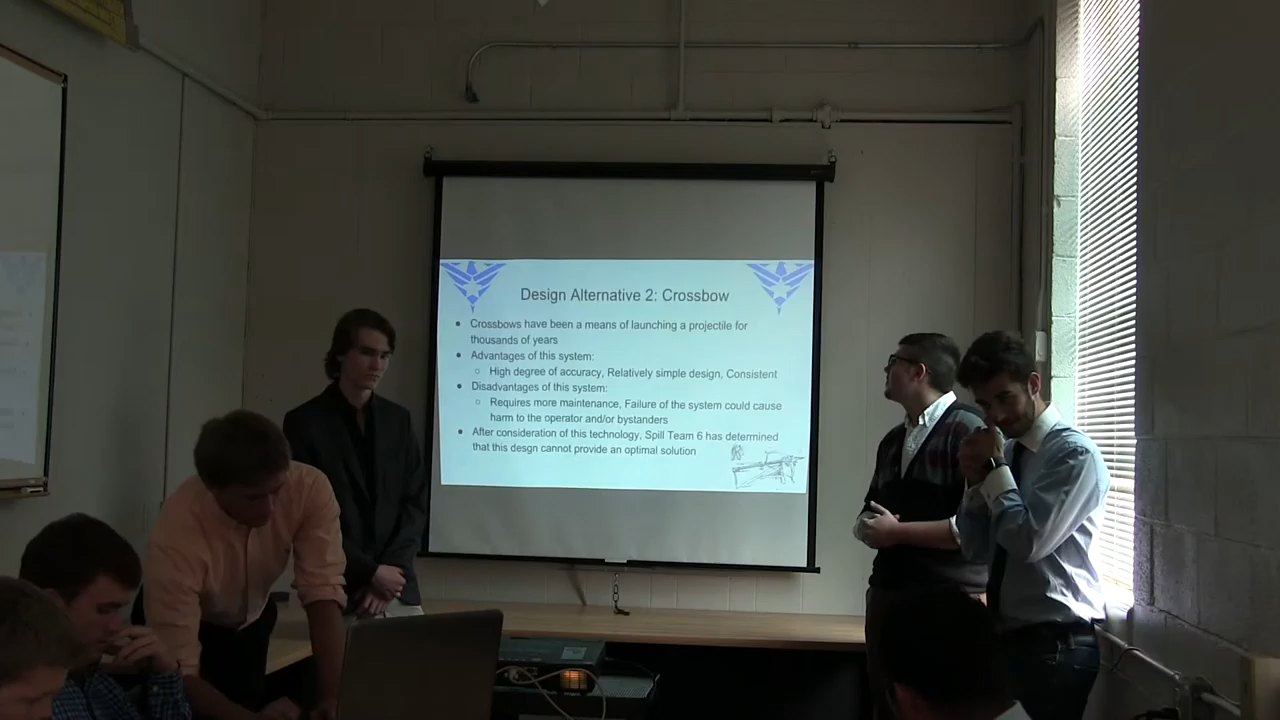 Design Alternative 2: Crossbow
• Crossbows have been a means of launching a projectile for
thousands of years
• Advantages of this system:
○ High degree of accuracy, Relatively simple design, Consistent
• Disadvantages of this system:
○ Requires more maintenance, Failure of the system could cause
harm to the operator and/or bystanders
• After consideration of this technology, Spill Team 6 has determined
that this desgn cannot provide an optimal solution